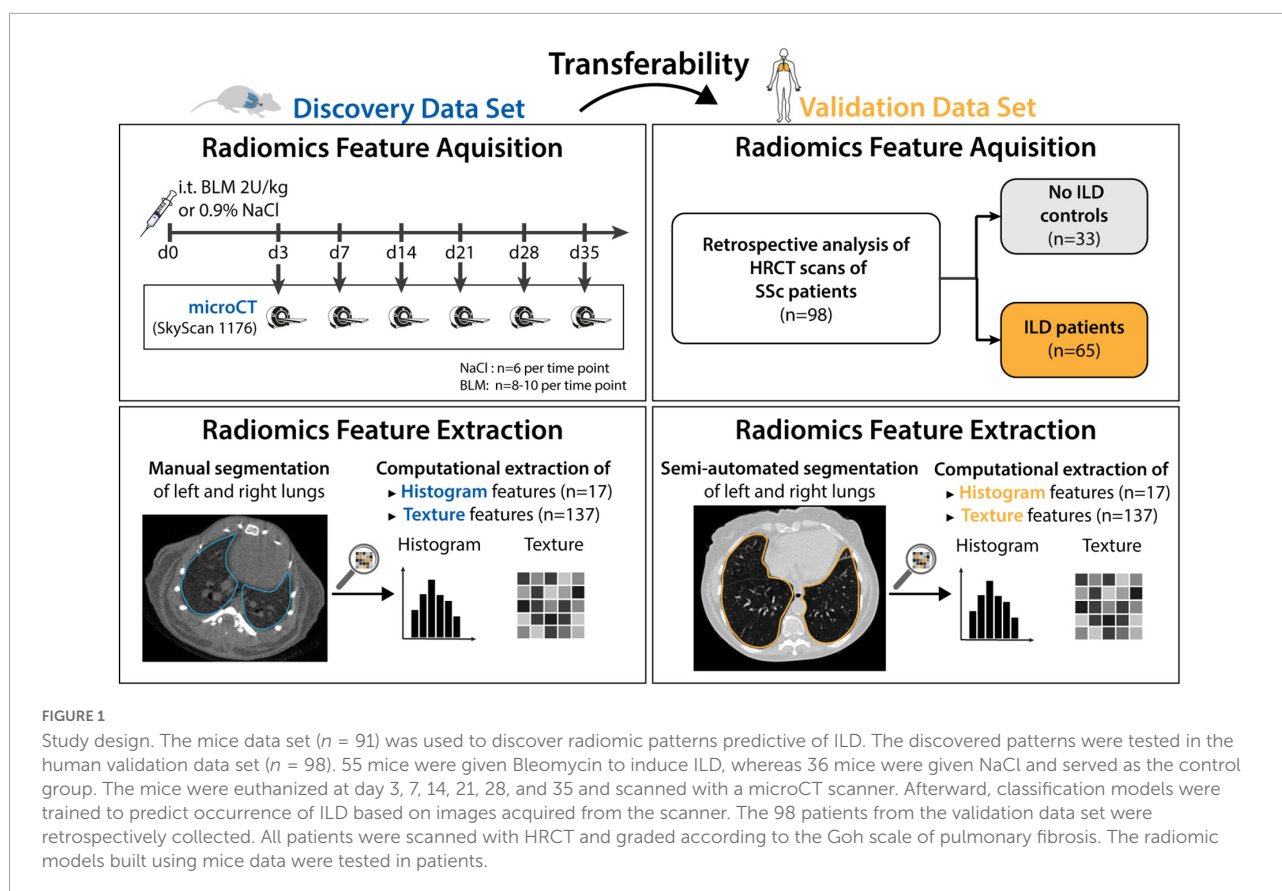 Transferability
Discovery Data Set
Validation Data Set
Radiomics Feature Aquisition
i.t. BLM 2U/kg
or 0.9% NaCl
d0
d3
d7
d14
d21
d28
d35
microCT
(SkyScan 1176)
NaCl : n=6 per time point
BLM: n=8-10 per time point
Radiomics Feature Aquisition
Retrospective analysis of
HRCT scans of
SSc patients
(n=98)
No ILD
controls
(n=33)
ILD patients
(n=65)
Radiomics Feature Extraction
Manual segmentation
of left and right lungs
Computational extraction of
▸ Histogram features (n=17)
▸ Texture features (n=137)
Histogram
Texture
Radiomics Feature Extraction
Semi-automated segmentation
of left and right lungs
Computational extraction of
▸ Histogram features (n=17)
▸ Texture features (n=137)
Histogram
Texture
FIGURE 1
Study design. The mice data set (n = 91) was used to discover radiomic patterns predictive of ILD. The discovered patterns were tested in the
human validation data set (n = 98). 55 mice were given Bleomycin to induce ILD, whereas 36 mice were given NaCl and served as the control
group. The mice were euthanized at day 3, 7, 14, 21, 28, and 35 and scanned with a microCT scanner. Afterward, classification models were
trained to predict occurrence of ILD based on images acquired from the scanner. The 98 patients from the validation data set were
retrospectively collected. All patients were scanned with HRCT and graded according to the Goh scale of pulmonary fibrosis. The radiomic
models built using mice data were tested in patients.